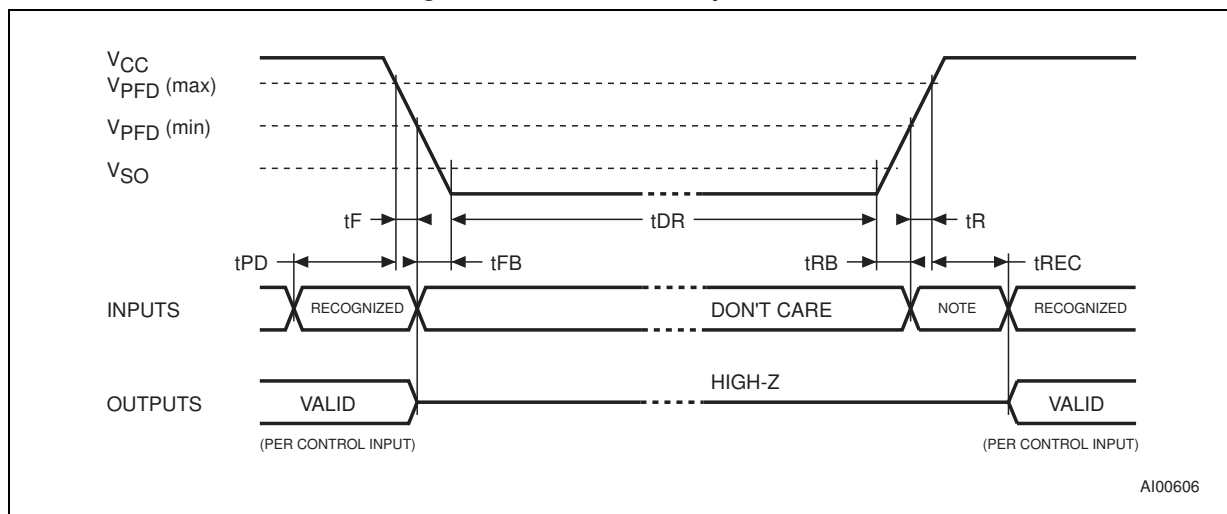 VCC
VPFD (max)
VPFD (min)
VSO
tF tDR tR
tPD tFB tRB tREC
INPUTS RECOGNIZED DON'T CARE NOTE RECOGNIZED
HIGH-Z
OUTPUTS VALID VALID
(PER CONTROL INPUT) (PER CONTROL INPUT)
AI00606